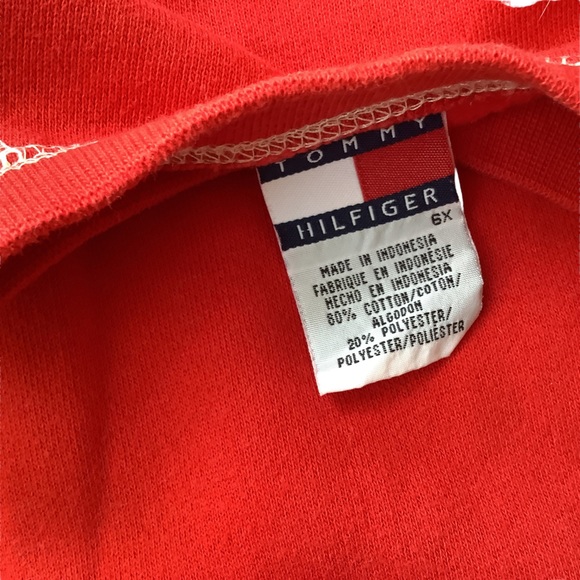 TOMMY
HILFIGER
6X
MADE IN INDONESIA
FABRIQUE EN INDONÉSIE
HECHO EN INDONESIA
80% COTTON/COTON/
ALGODON
20% POLYESTER/
POLYESTER/POLIÉSTER